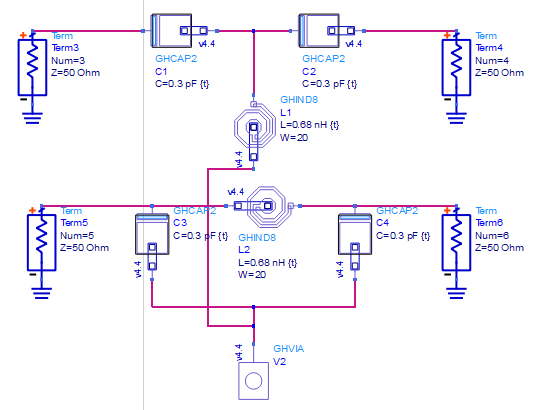 Term
Term3
Num=3
Z=50 Ohm
v4.4
GHCAP2
C1
C=0.3 pF {t}
v4.4
GHCAP2
C2
C=0.3 pF {t}
Term
Term4
Num=4
Z=50 Ohm
GHIND8
L1
L=0.68 nH {t}
W=20
v4.4
Term
Term5
Num=5
Z=50 Ohm
GHCAP2
C3
C=0.3 pF {t}
v4.4
v4.4
GHIND8
L2
L=0.68 nH {t}
W=20
GHCAP2
C4
C=0.3 pF {t}
v4.4
Term
Term6
Num=6
Z=50 Ohm
v4.4
GHVIA
V2